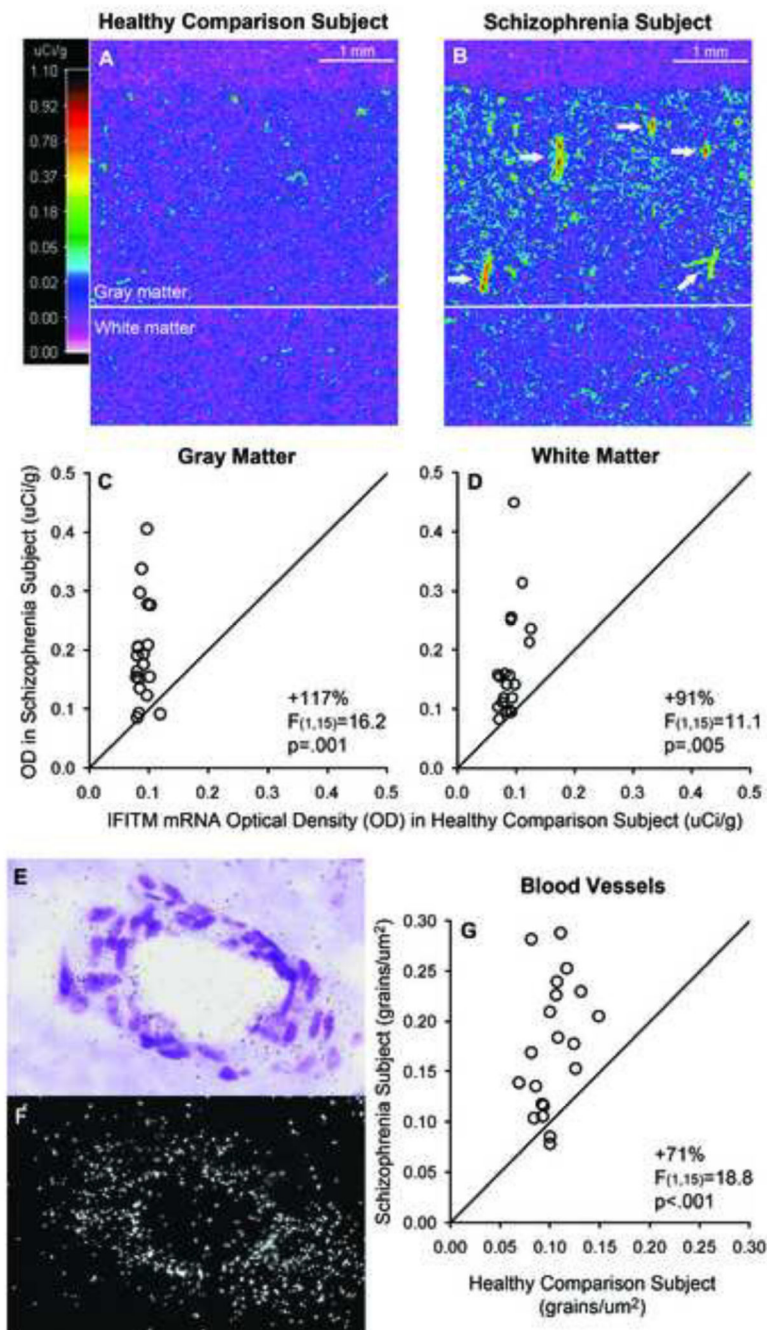 Healthy Comparison Subject
Schizophrenia Subject
uCi/g
1.10
0.92
0.78
0.37
0.18
0.05
0.02
0.00
0.00
A
1 mm
Gray matter
White matter
B
1 mm
Gray Matter
White Matter
OD in Schizophrenia Subject (uCi/g)
C
0.5
0.4
0.3
0.2
0.1
0.0
+117%
F(1,15)=16.2
p=.001
0.0 0.1 0.2 0.3 0.4 0.5
D
0.5
0.4
0.3
0.2
0.1
0.0
+91%
F(1,15)=11.1
p=.005
0.0 0.1 0.2 0.3 0.4 0.5
IFITM mRNA Optical Density (OD) in Healthy Comparison Subject (uCi/g)
E
F
Blood Vessels
G
Schizophrenia Subject (grains/um²)
0.30
0.25
0.20
0.15
0.10
0.05
0.00
+71%
F(1,15)=18.8
p<.001
0.00 0.05 0.10 0.15 0.20 0.25 0.30
Healthy Comparison Subject
(grains/um²)